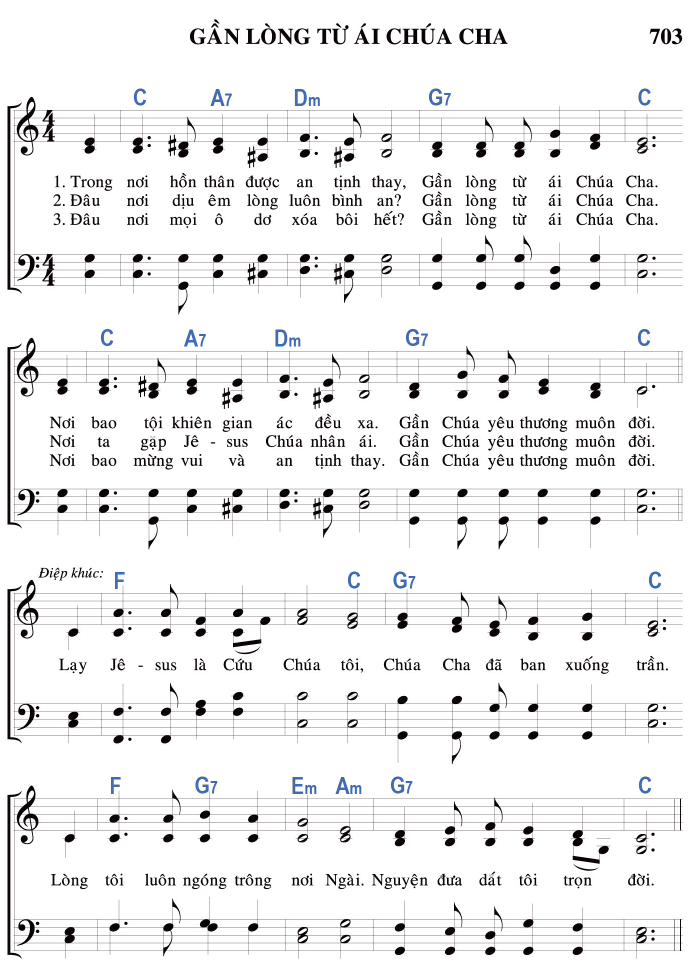 GẦN LÒNG TỪ ÁI CHÚA CHA 703
C A7 Dm G7 C
4 4
1. Trong nơi hồn thân được an tịnh thay, Gần lòng từ ái Chúa Cha.
2. Đâu nơi dịu êm lòng luôn bình an? Gần lòng từ ái Chúa Cha.
3. Đâu nơi mọi ô dơ xóa bôi hết? Gần lòng từ ái Chúa Cha.
4 4
C A7 Dm G7 C
Nơi bao tội khiên gian ác đều xa. Gần Chúa yêu thương muôn đời.
Nơi ta gặp Jê - sus Chúa nhân ái. Gần Chúa yêu thương muôn đời.
Nơi bao mừng vui và an tịnh thay. Gần Chúa yêu thương muôn đời.
Điệp khúc: F C G7 C
Lạy Jê - sus là Cứu Chúa tôi, Chúa Cha đã ban xuống trần.
F G7 Em Am G7 C
Lòng tôi luôn ngóng trông nơi Ngài. Nguyện đưa dắt tôi trọn đời.